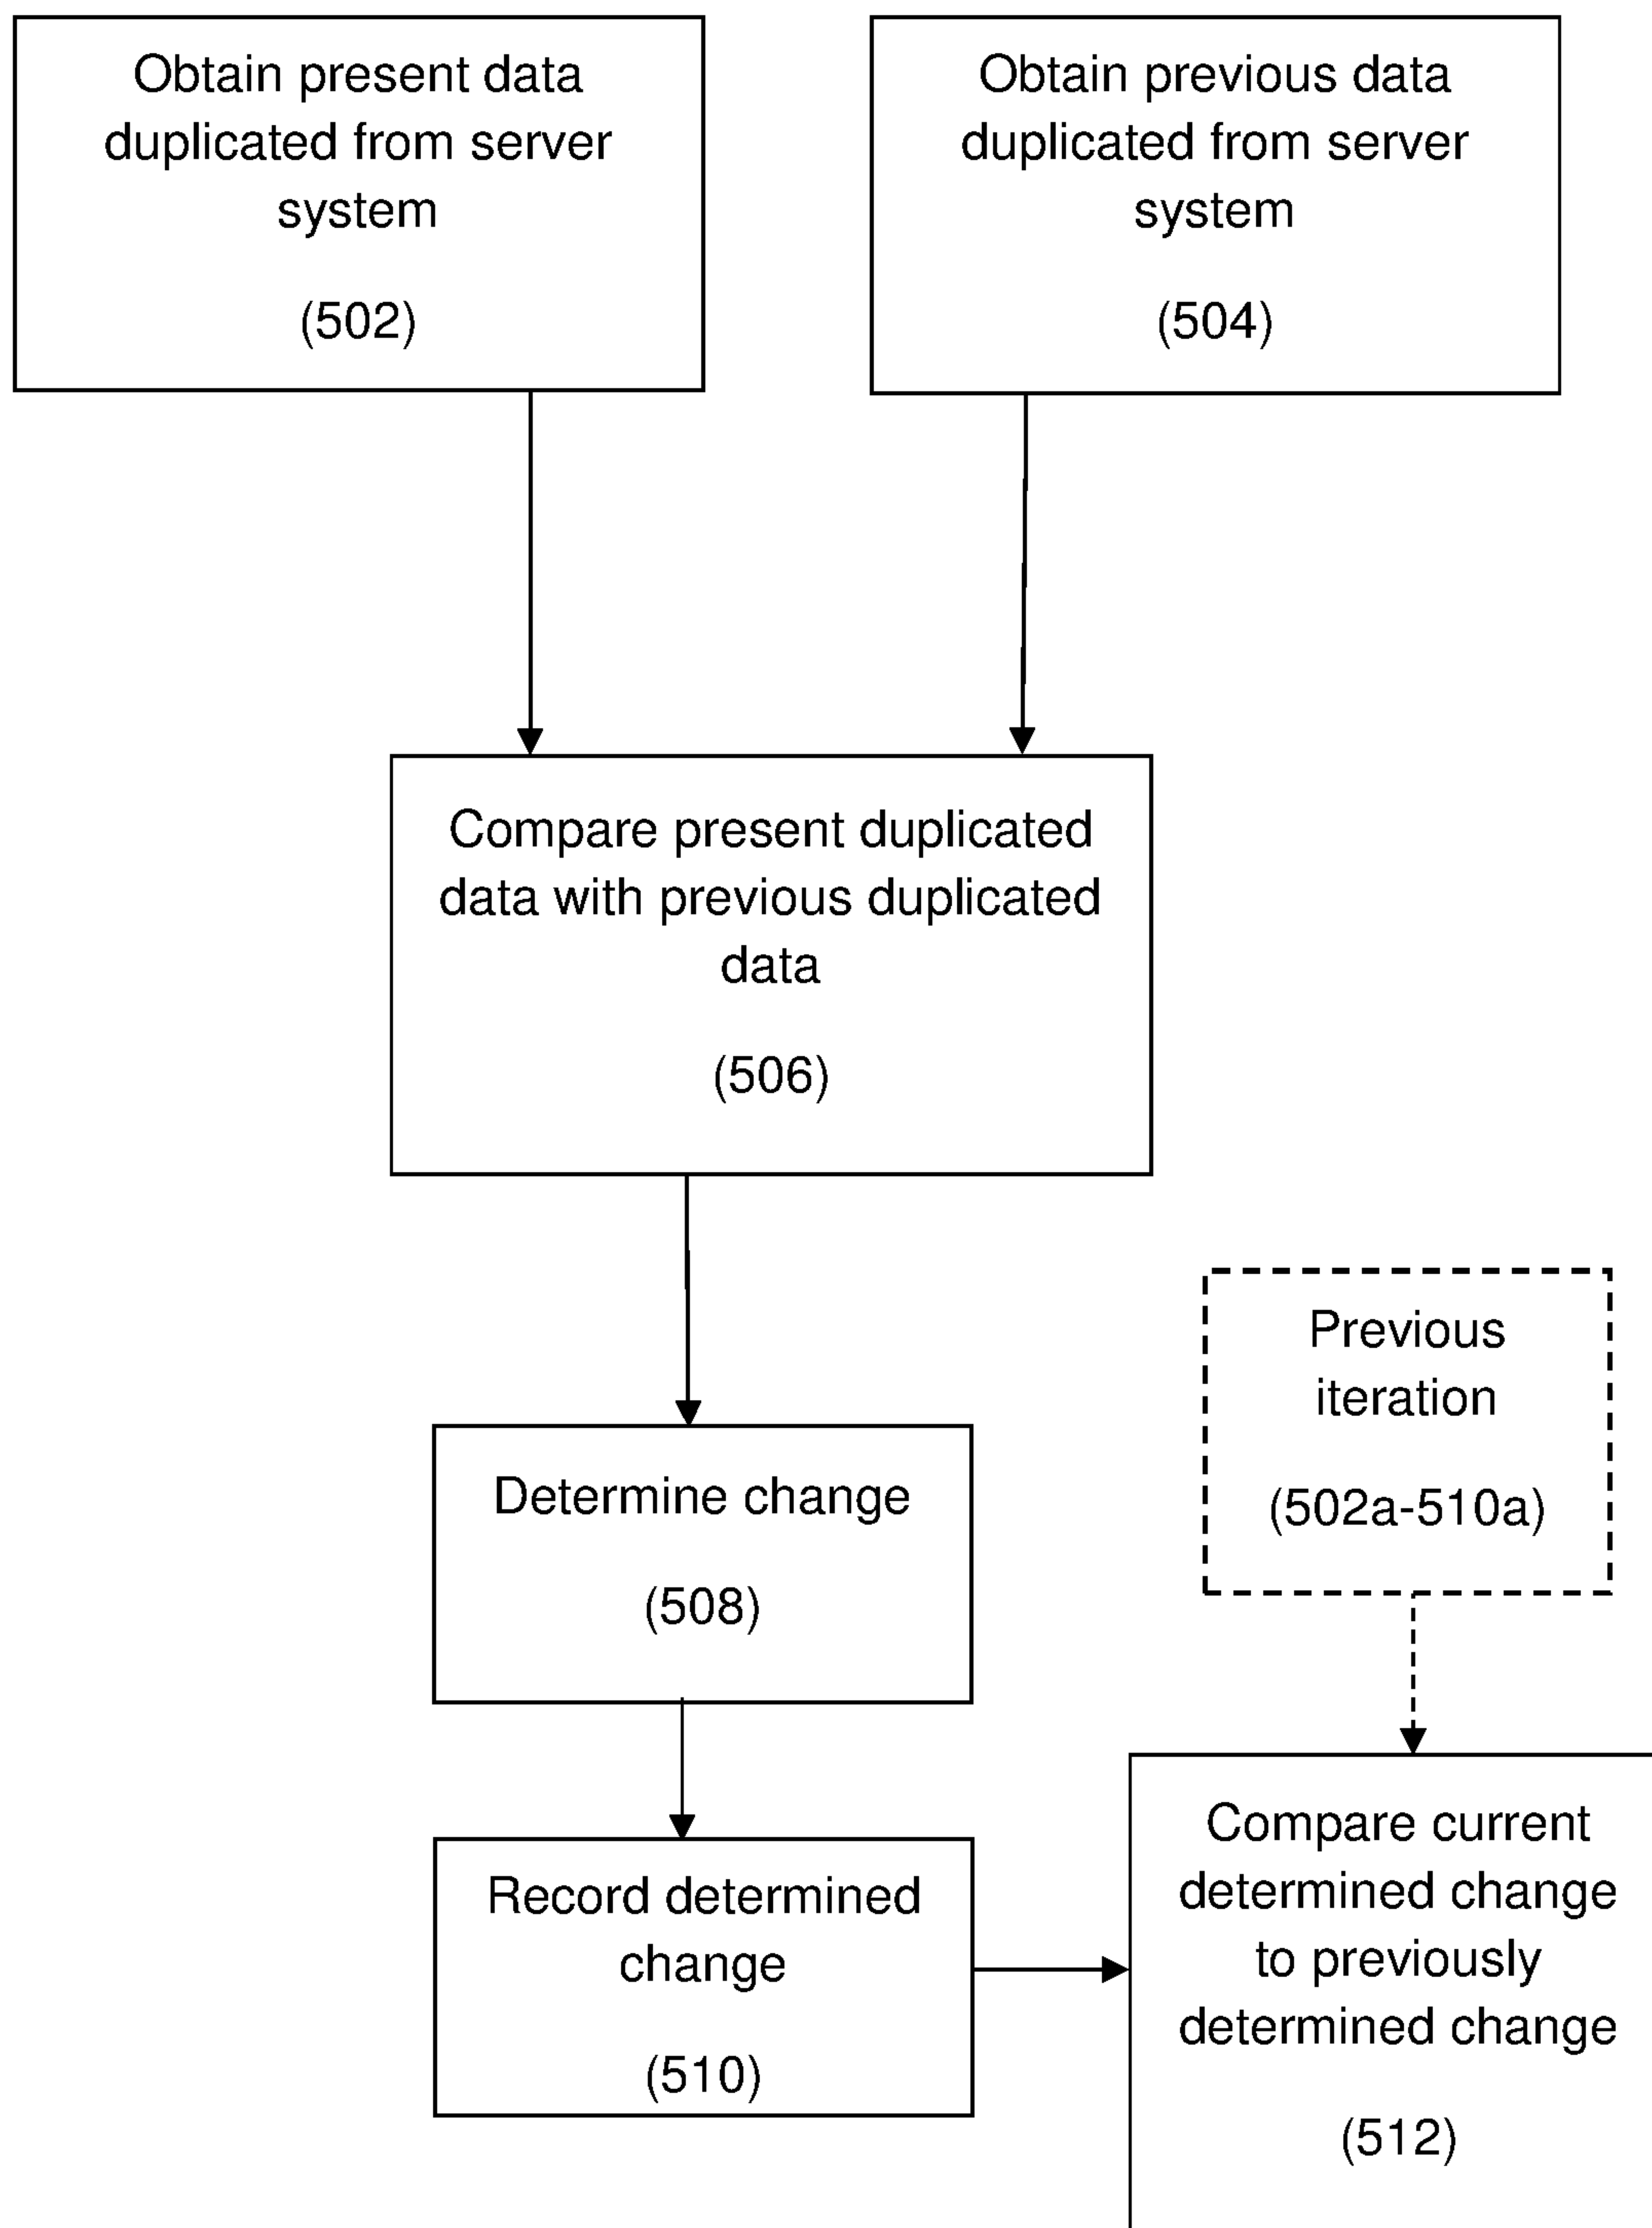 Obtain present data
duplicated from server
system
(502)
Obtain previous data
duplicated from server
system
(504)
Compare present duplicated
data with previous duplicated
data
(506)
Previous
iteration
(502a-510a)
Determine change
(508)
Compare current
determined change
to previously
determined change
(512)
Record determined
change
(510)